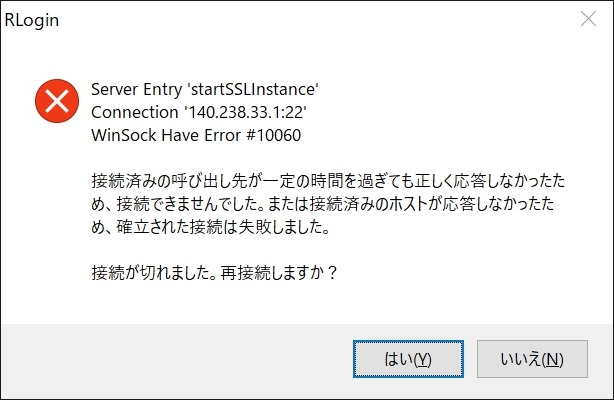 RLogin
Server Entry 'startSSLInstance'
Connection '140.238.33.1:22'
WinSock Have Error #10060
接続済みの呼び出し先が一定の時間を過ぎても正しく応答しなかったた
め、接続できませんでした。または接続済みのホストが応答しなかったた
め、確立された接続は失敗しました。
接続が切れました。再接続しますか？
はい(Y)
いいえ(N)